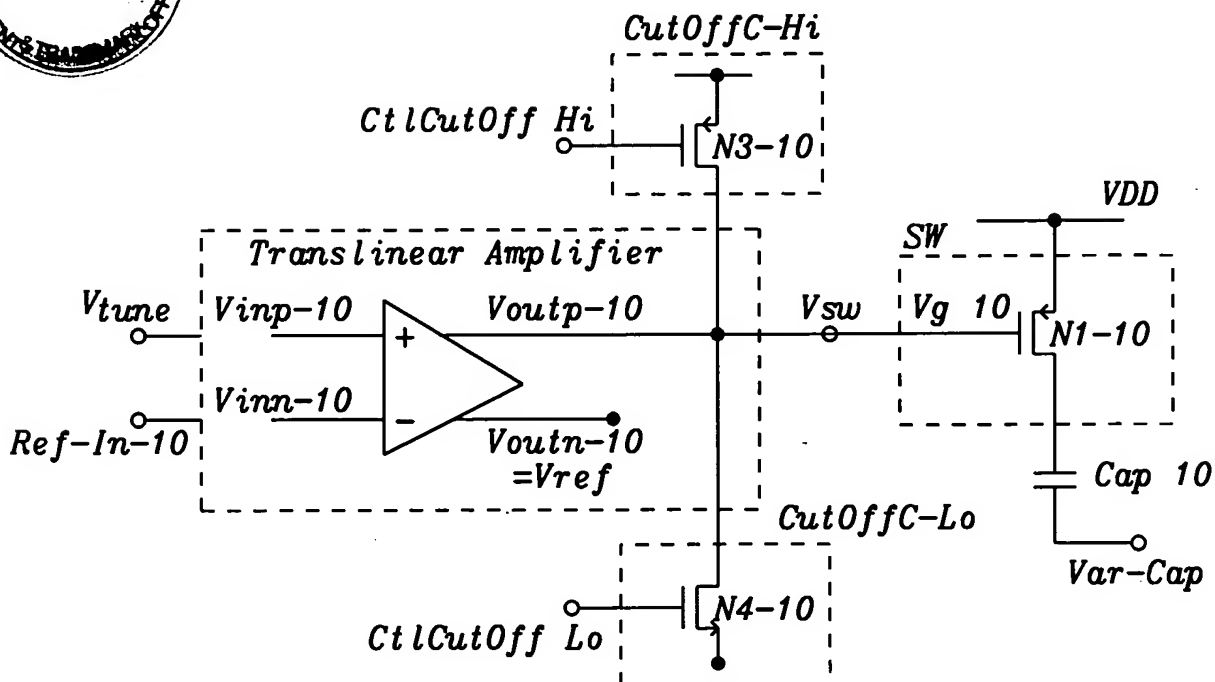 CutOffC-Hi
CtlCutOff Hi
N3-10
VDD
SW
Translinear Amplifier
Vtune
Vinp-10
Voutp-10
Vsw
Vg 10
N1-10
+
Vinn-10
-
Ref-In-10
Voutn-10
=Vref
Cap 10
CutOffC-Lo
Var-Cap
N4-10
CtlCutOff Lo